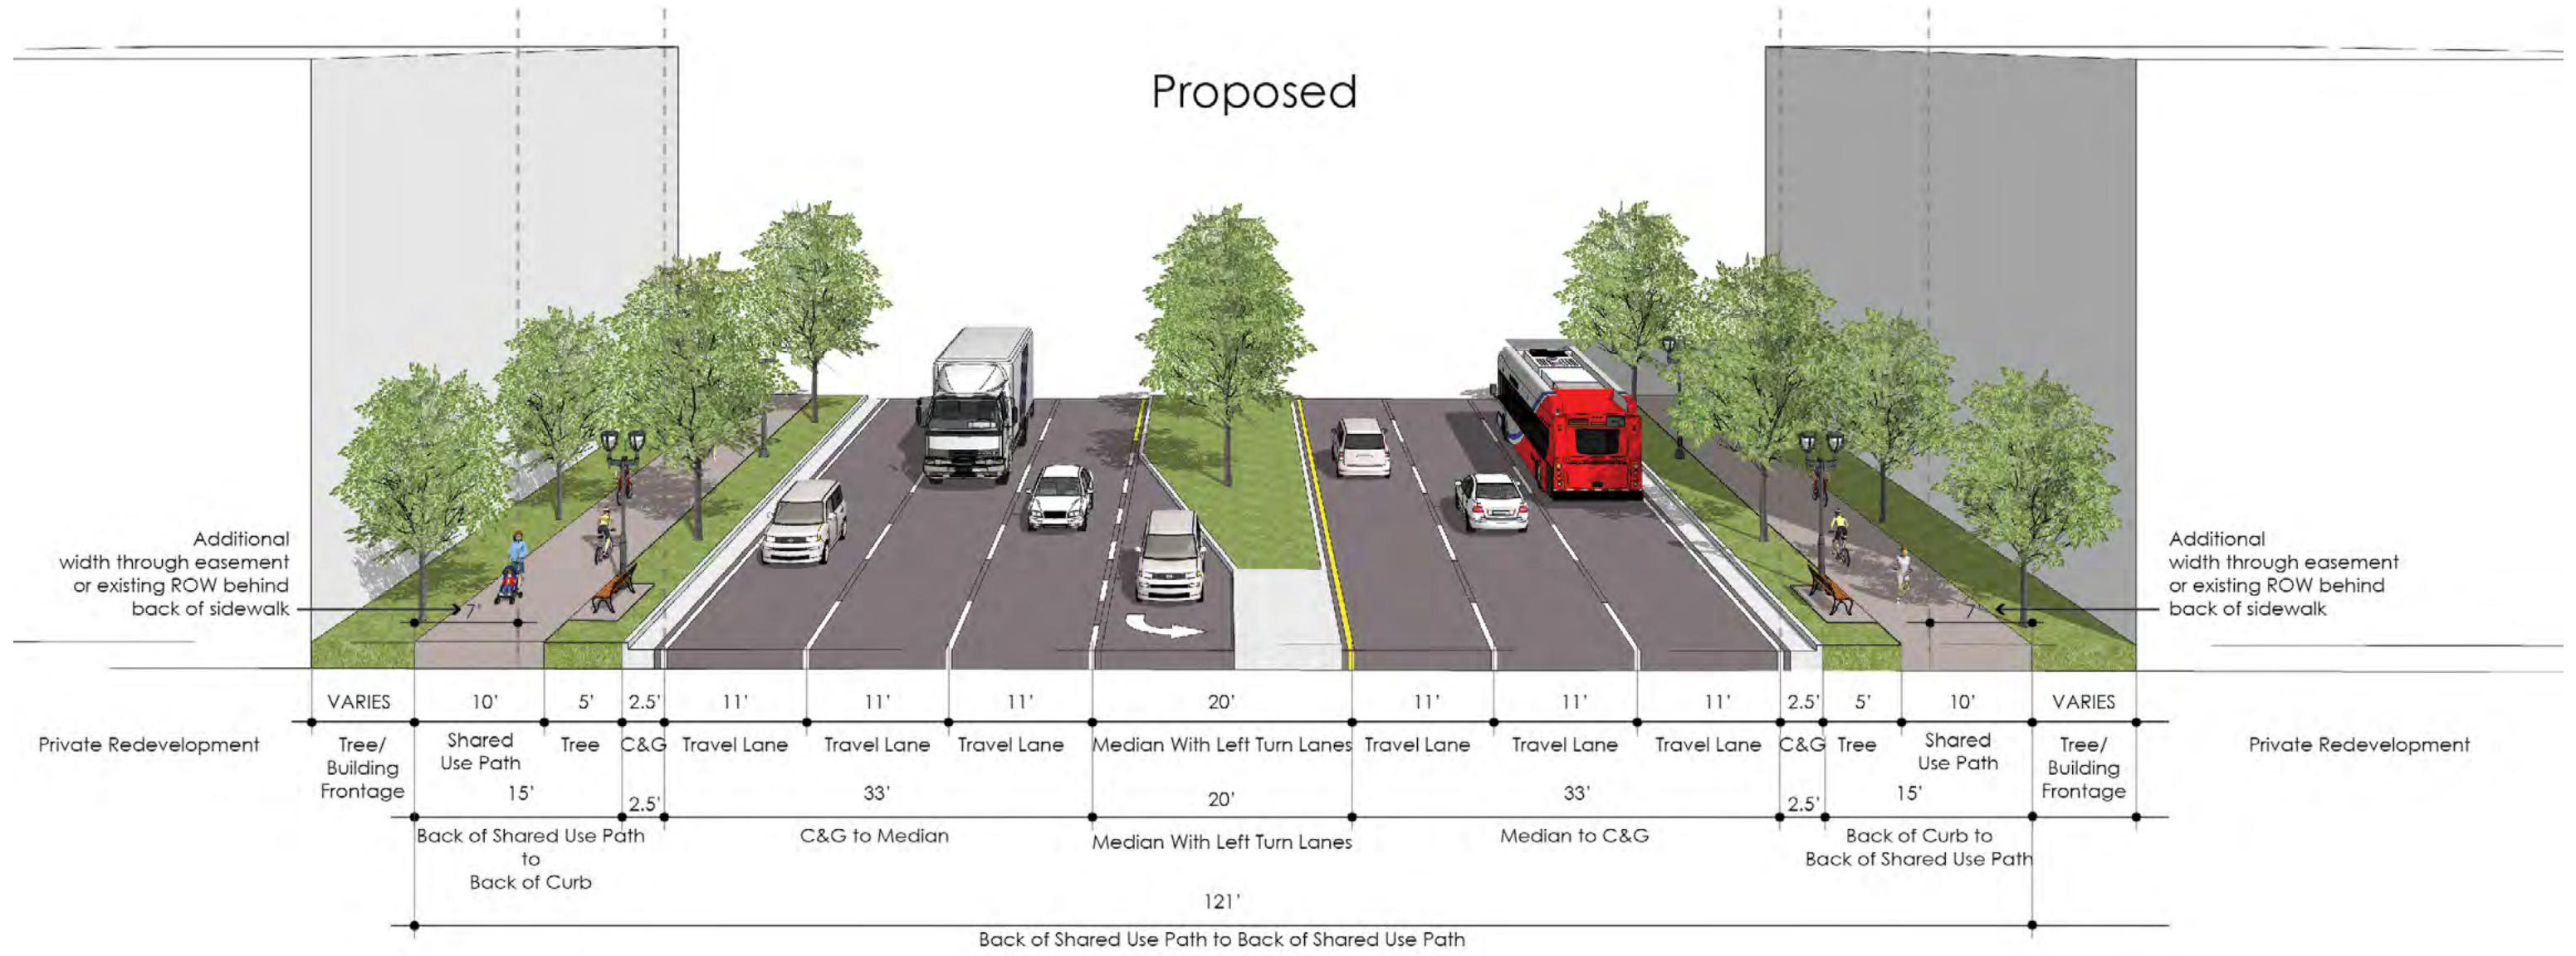 Proposed
Additional
width through easement
or existing ROW behind
back of sidewalk
7'
Additional
width through easement
or existing ROW behind
back of sidewalk
7'
VARIES 10' 5' 2.5' 11' 11' 11' 20' 11' 11' 11' 2.5' 5' 10' VARIES
Private Redevelopment
Tree/
Building
Frontage
Shared
Use Path
Tree
C&G
Travel Lane
Travel Lane
Travel Lane
Median With Left Turn Lanes
Travel Lane
Travel Lane
Travel Lane
C&G
Tree
Shared
Use Path
Tree/
Building
Frontage
Private Redevelopment
15' 2.5' 33' 20' 33' 2.5' 15'
Back of Shared Use Path
to
Back of Curb
C&G to Median
Median With Left Turn Lanes
Median to C&G
Back of Curb to
Back of Shared Use Path
121'
Back of Shared Use Path to Back of Shared Use Path